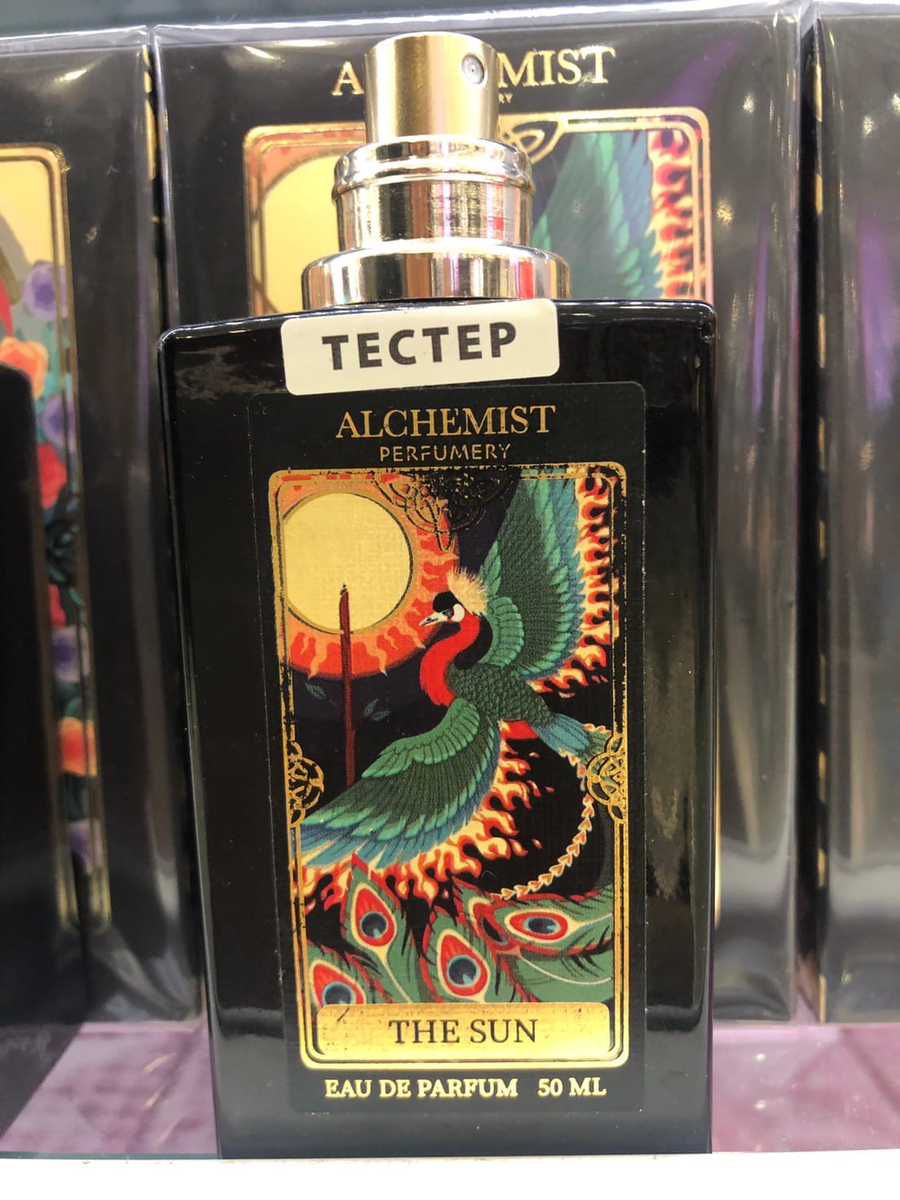 ТЕСТЕР
ALCHEMIST
PERFUMERY
THE SUN
EAU DE PARFUM 50 ML